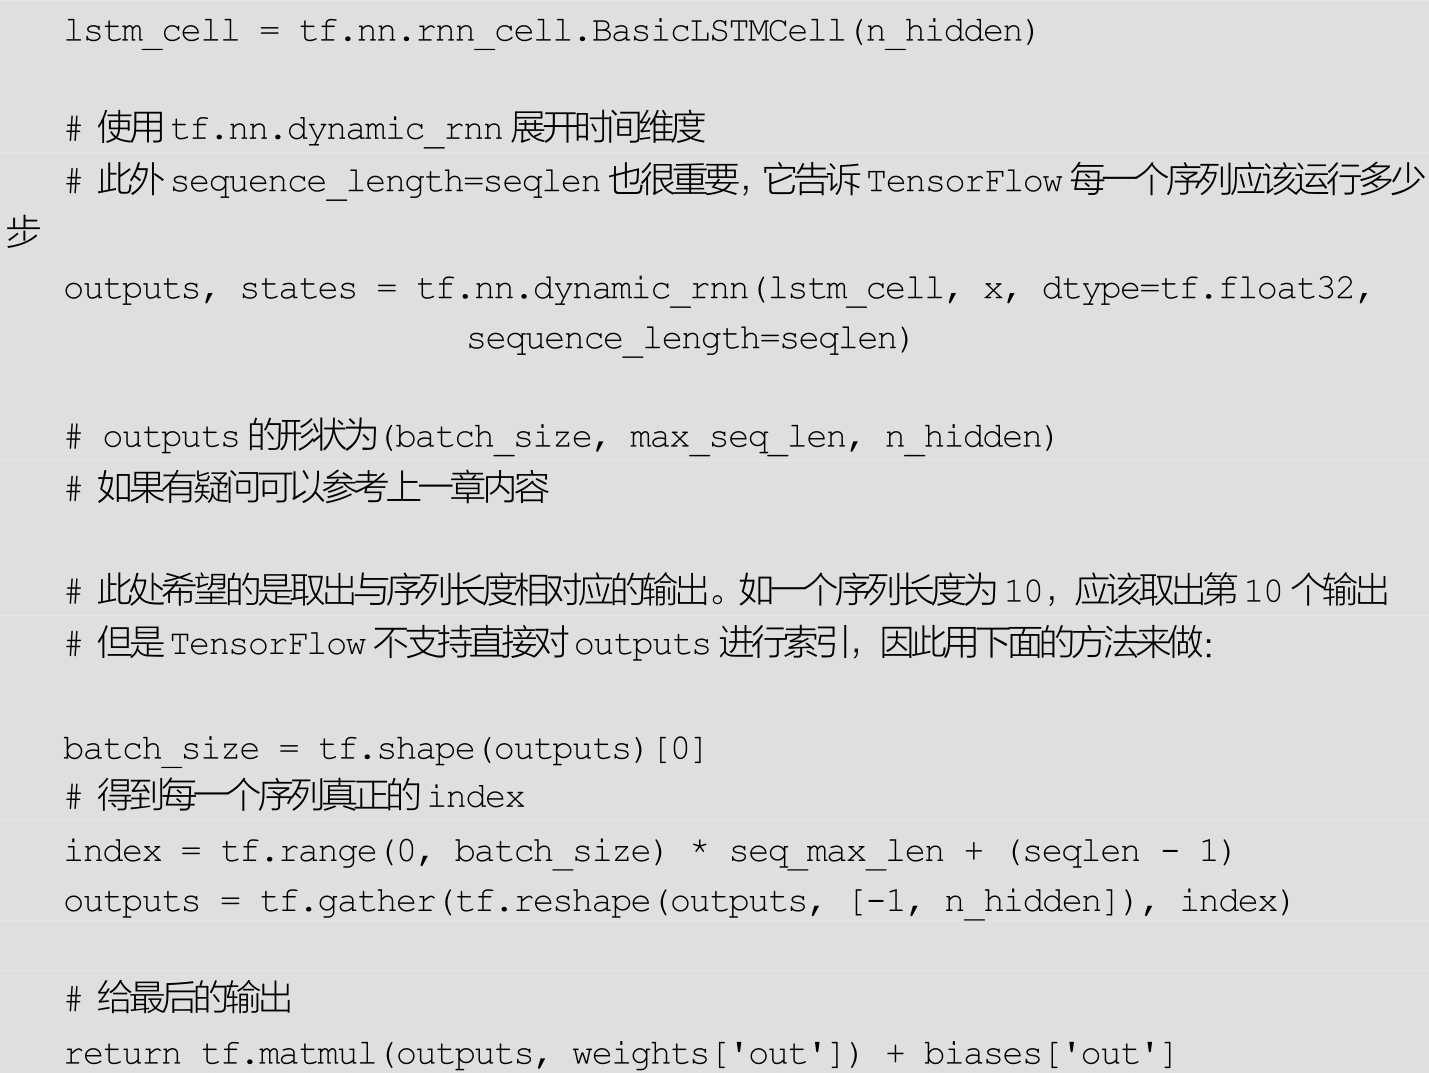 lstm_cell = tf.nn.rnn_cell.BasicLSTMCell(n_hidden)
# 使用 tf.nn.dynamic_rnn 展开时间维度
# 此外 sequence_length=seqlen 也很重要，它告诉 TensorFlow 每一个序列应该运行多少
步
outputs, states = tf.nn.dynamic_rnn(lstm_cell, x, dtype=tf.float32,
sequence_length=seqlen)
# outputs 的形状为(batch_size, max_seq_len, n_hidden)
# 如果有疑问可以参考上一章内容
# 此处希望的是取出与序列长度相对应的输出。如一个序列长度为 10，应该取出第 10 个输出
# 但是 TensorFlow 不支持直接对 outputs 进行索引，因此用下面的方法来做：
batch_size = tf.shape(outputs)[0]
# 得到每一个序列真正的 index
index = tf.range(0, batch_size) * seq_max_len + (seqlen - 1)
outputs = tf.gather(tf.reshape(outputs, [-1, n_hidden]), index)
# 给最后的输出
return tf.matmul(outputs, weights['out']) + biases['out']